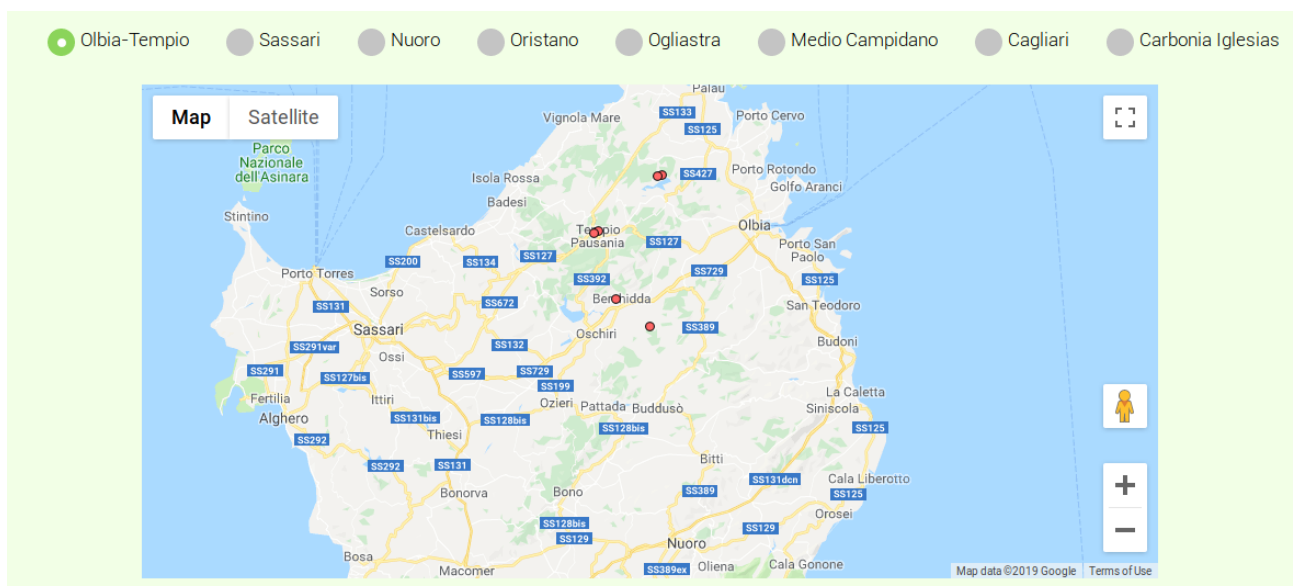 Olbia-Tempio Sassari Nuoro Oristano Ogliastra Medio Campidano Cagliari Carbonia Iglesias
Map Satellite
Palau
Vignola Mare
SS133
Porto Cervo
SS125
Parco
Nazionale
dell'Asinara
Isola Rossa
SS427
Porto Rotondo
Golfo Aranci
Badesi
Stintino
Castelsardo
Tempio
Pausania
SS127
Olbia
Porto San
Paolo
SS200
SS134
SS127
SS392
SS729
SS125
Porto Torres
Sorso
SS131
SS672
Berchidda
San Teodoro
Sassari
Oschiri
SS389
Budoni
SS291var
Ossi
SS132
SS291
SS127bis
SS597
SS729
SS199
Fertilia
Ittiri
Ozieri
Pattada
Buddusò
La Caletta
Siniscola
Alghero
SS131bis
SS128bis
SS128bis
SS125
Thiesi
SS292
SS292
SS131
Bitti
SS131dcn
Cala Liberotto
Bonorva
Bono
SS389
SS125
Orosei
SS128bis
SS129
SS129
Nuoro
Bosa
Macomer
SS389ex
Oliena
Cala Gonone
Map data ©2019 Google Terms of Use